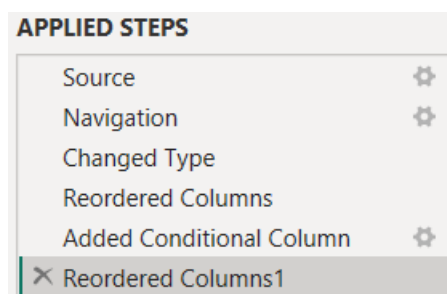 APPLIED STEPS
Source
Navigation
Changed Type
Reordered Columns
Added Conditional Column
Reordered Columns1